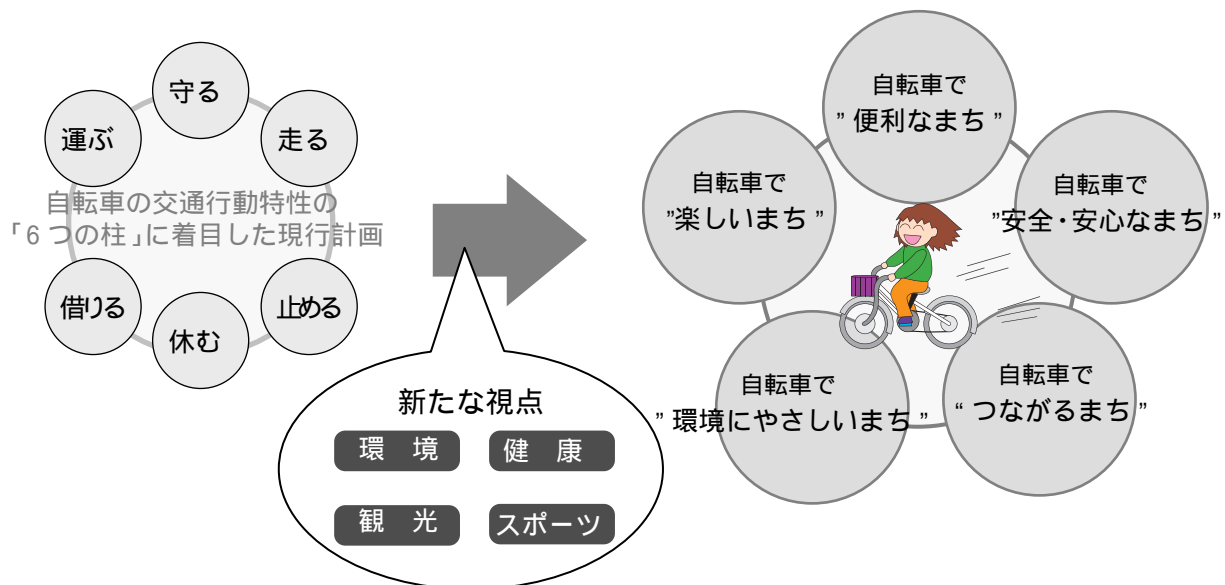 守る
運ぶ
走る
自転車の交通行動特性の
「6つの柱」に着目した現行計画
借りる
止める
休む
新たな視点
環 境
健 康
観 光
スポーツ
自転車で
”便利なまち”
自転車で
”楽しいまち”
自転車で
”安全・安心なまち”
自転車で
”環境にやさしいまち”
自転車で
“つながるまち”